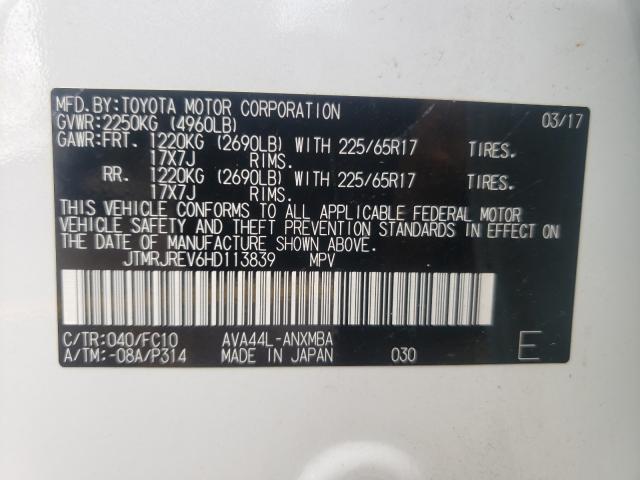 MFD.BY:TOYOTA MOTOR CORPORATION 03/17
GVWR:2250KG (4960LB)
GAWR:FRT. 1220KG (2690LB) WITH 225/65R17 TIRES.
17X7J RIMS.
RR. 1220KG (2690LB) WITH 225/65R17 TIRES.
17X7J RIMS.
THIS VEHICLE CONFORMS TO ALL APPLICABLE FEDERAL MOTOR
VEHICLE SAFETY AND THEFT PREVENTION STANDARDS IN EFFECT ON
THE DATE OF MANUFACTURE SHOWN ABOVE.
JTMRJREV6HD113839 MPV
C/TR:040/FC10 AVA44L-ANXMBA
A/TM:-08A/P314 MADE IN JAPAN 030 E